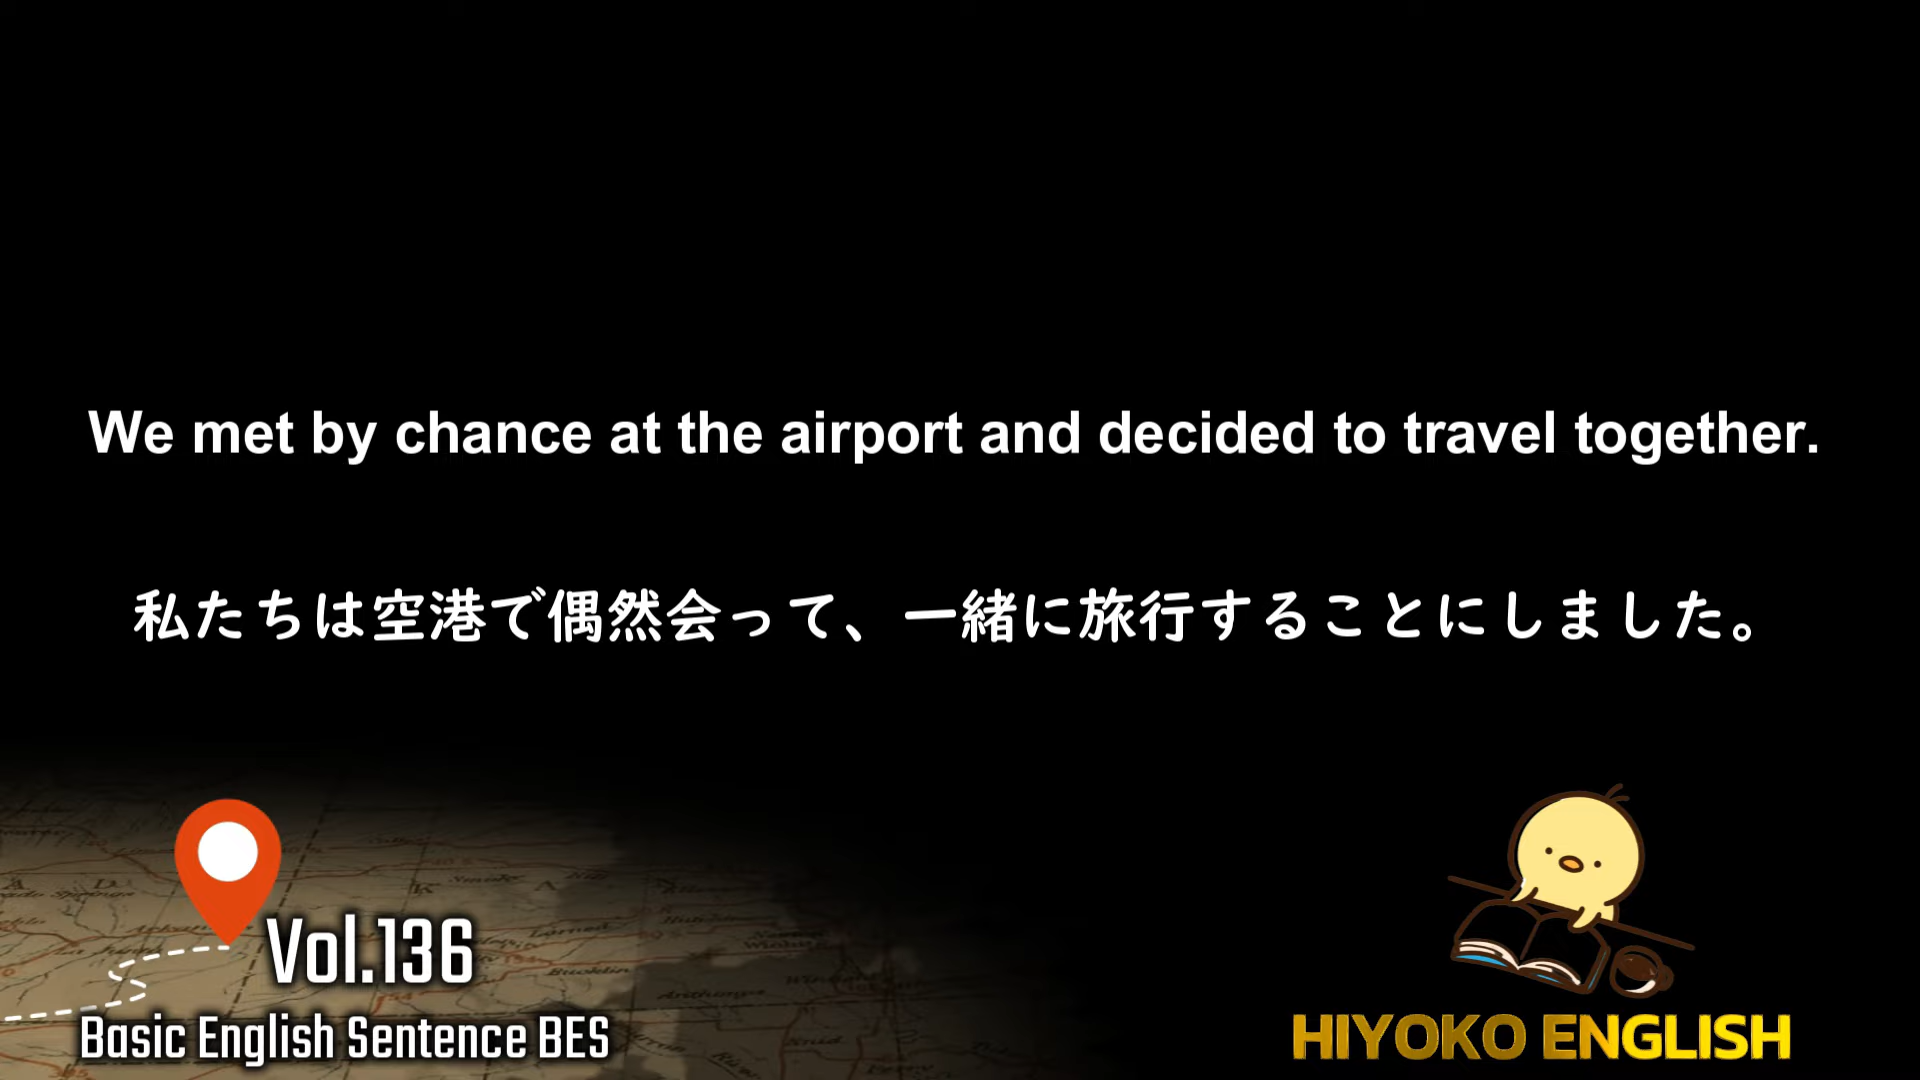 We met by chance at the airport and decided to travel together.
私たちは空港で偶然会って、一緒に旅行することにしました。
Vol.136
Basic English Sentence BES
HIYOKO ENGLISH